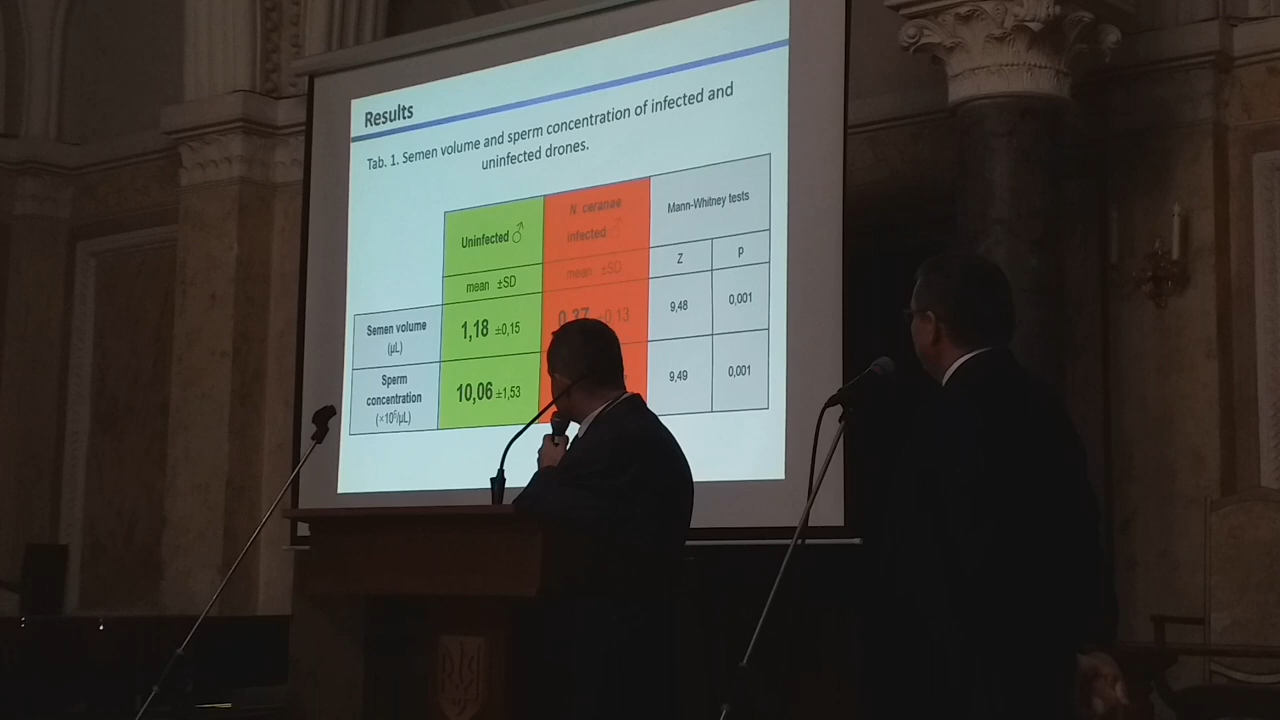 Results
Tab. 1. Semen volume and sperm concentration of infected and
uninfected drones.
Uninfected ♂
N ceranae
infected ♂
Mann-Whitney tests
mean ±SD
mean ±SD
Z
p
Semen volume
(µL)
1,18 ±0,15
0,37 ±0,13
9,48
0,001
Sperm
concentration
(×10⁶/µL)
10,06 ±1,53
9,49
0,001